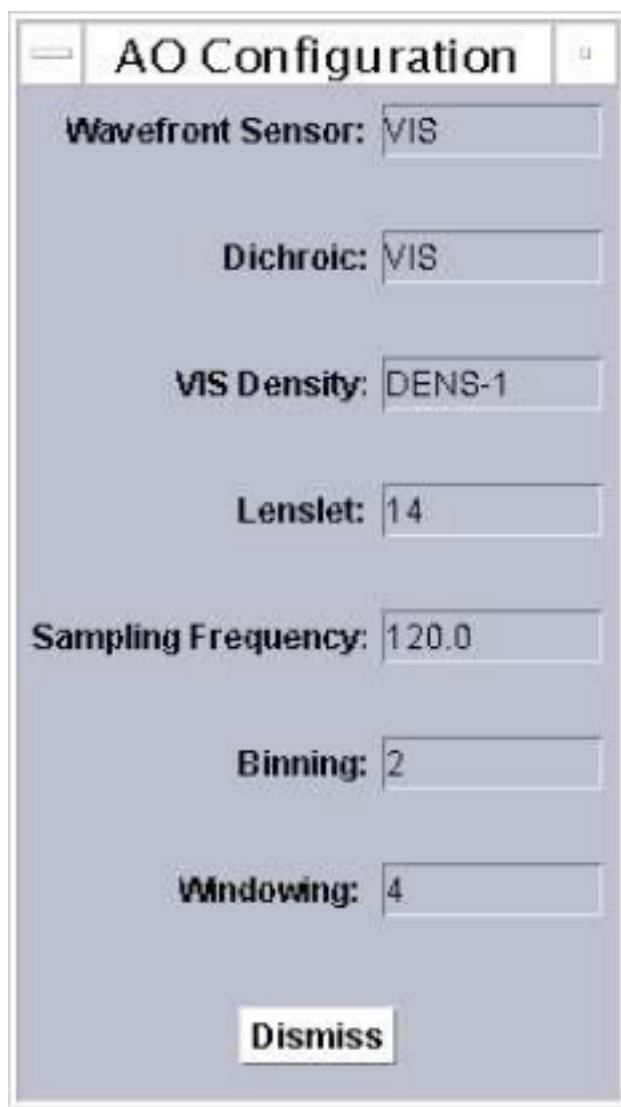 AO Configuration
Wavefront Sensor: VIS
Dichroic: VIS
VIS Density: DENS-1
Lenslet: 14
Sampling Frequency: 120.0
Binning: 2
Windowing: 4
Dismiss